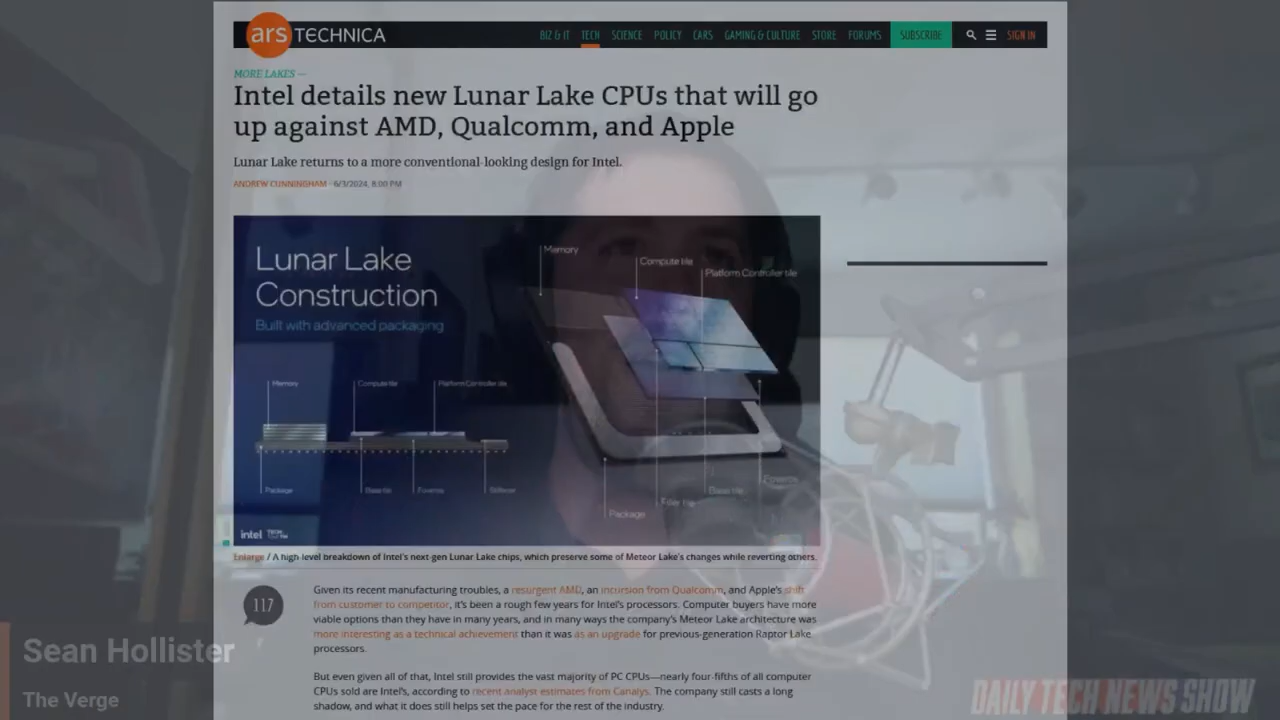 ars TECHNICA
BIZ & IT TECH SCIENCE POLICY CARS GAMING & CULTURE STORE FORUMS SUBSCRIBE SIGN IN
MORE LAKES —
Intel details new Lunar Lake CPUs that will go
up against AMD, Qualcomm, and Apple
Lunar Lake returns to a more conventional-looking design for Intel.
ANDREW CUNNINGHAM - 6/3/2024, 8:00 PM
Lunar Lake
Construction
Built with advanced packaging
Memory
Compute tile
Platform Controller tile
Memory Compute tile Platform Controller tile
Package Base tile Foveros Stiffener
Package Filler tile Base tile Foveros
intel TECH
Enlarge / A high-level breakdown of Intel's next-gen Lunar Lake chips, which preserve some of Meteor Lake's changes while reverting others.
117
Given its recent manufacturing troubles, a resurgent AMD, an incursion from Qualcomm, and Apple's shift
from customer to competitor, it's been a rough few years for Intel's processors. Computer buyers have more
viable options than they have in many years, and in many ways the company's Meteor Lake architecture was
more interesting as a technical achievement than it was as an upgrade for previous-generation Raptor Lake
processors.
But even given all of that, Intel still provides the vast majority of PC CPUs—nearly four-fifths of all computer
CPUs sold are Intel's, according to recent analyst estimates from Canalys. The company still casts a long
shadow, and what it does still helps set the pace for the rest of the industry.
Sean Hollister
The Verge
DAILY TECH NEWS SHOW